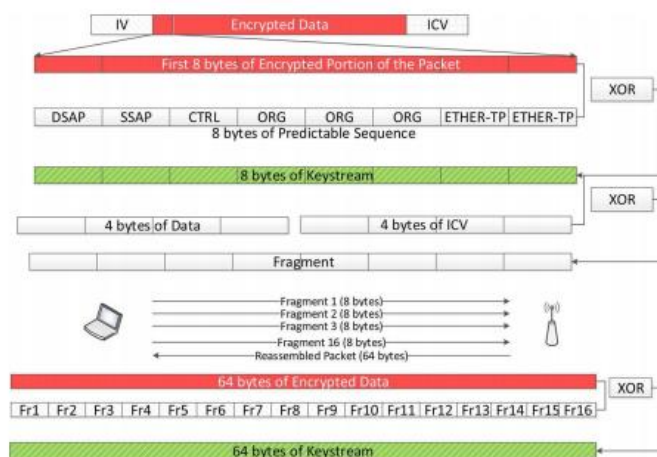 IV Encrypted Data ICV
First 8 bytes of Encrypted Portion of the Packet
XOR
DSAP SSAP CTRL ORG ORG ORG ETHER-TP ETHER-TP
8 bytes of Predictable Sequence
8 bytes of Keystream
XOR
4 bytes of Data 4 bytes of ICV
Fragment
Fragment 1 (8 bytes)
Fragment 2 (8 bytes)
Fragment 3 (8 bytes)
Fragment 16 (8 bytes)
Reassembled Packet (64 bytes)
64 bytes of Encrypted Data
XOR
Fr1 Fr2 Fr3 Fr4 Fr5 Fr6 Fr7 Fr8 Fr9 Fr10 Fr11 Fr12 Fr13 Fr14 Fr15 Fr16
64 bytes of Keystream